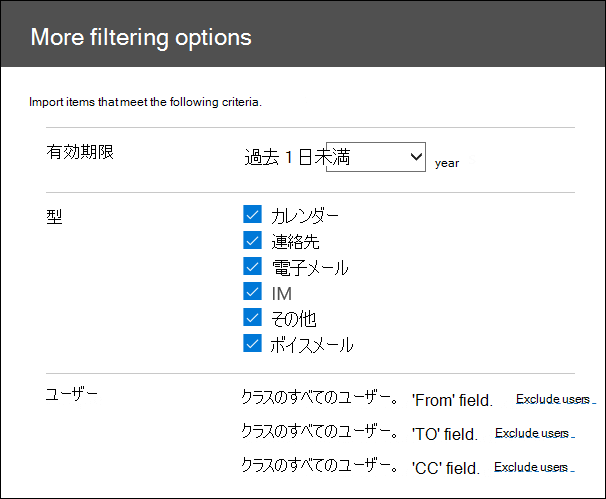 More filtering options
Import items that meet the following criteria.
有効期限 過去 1 日未満 year
型 カレンダー
連絡先
電子メール
IM
その他
ボイスメール
ユーザー クラスのすべてのユーザー。 'From' field. Exclude users
クラスのすべてのユーザー。 'TO' field. Exclude users
クラスのすべてのユーザー。 'CC' field. Exclude users